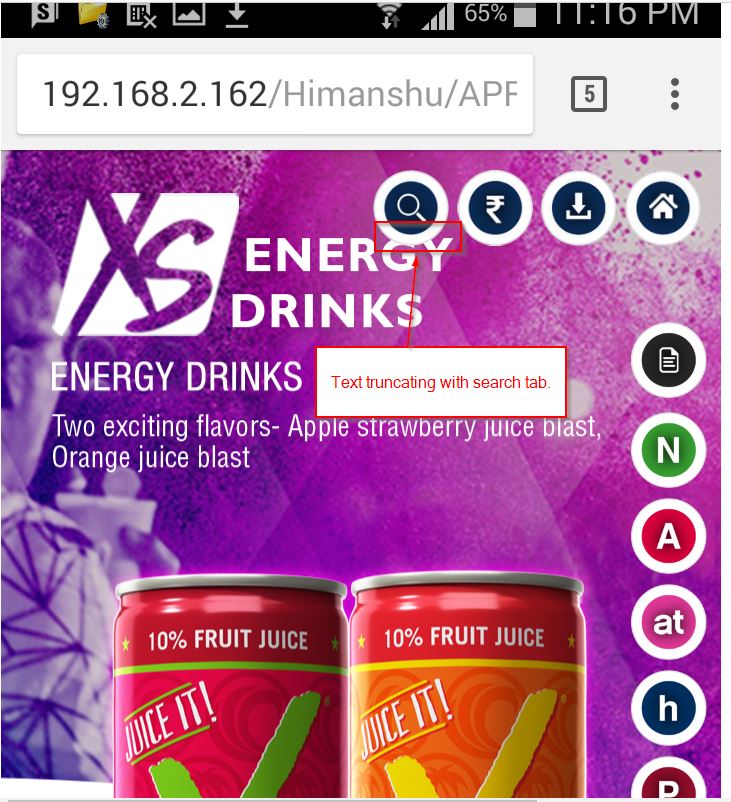 65% 11:16 PM
192.168.2.162/Himanshu/APF
5
XS
ENERGY
DRINKS
Text truncating with search tab.
ENERGY DRINKS
Two exciting flavors- Apple strawberry juice blast,
Orange juice blast
₹
N
A
at
h
P
10% FRUIT JUICE
10% FRUIT JUICE
JUICE IT!
JUICE IT!